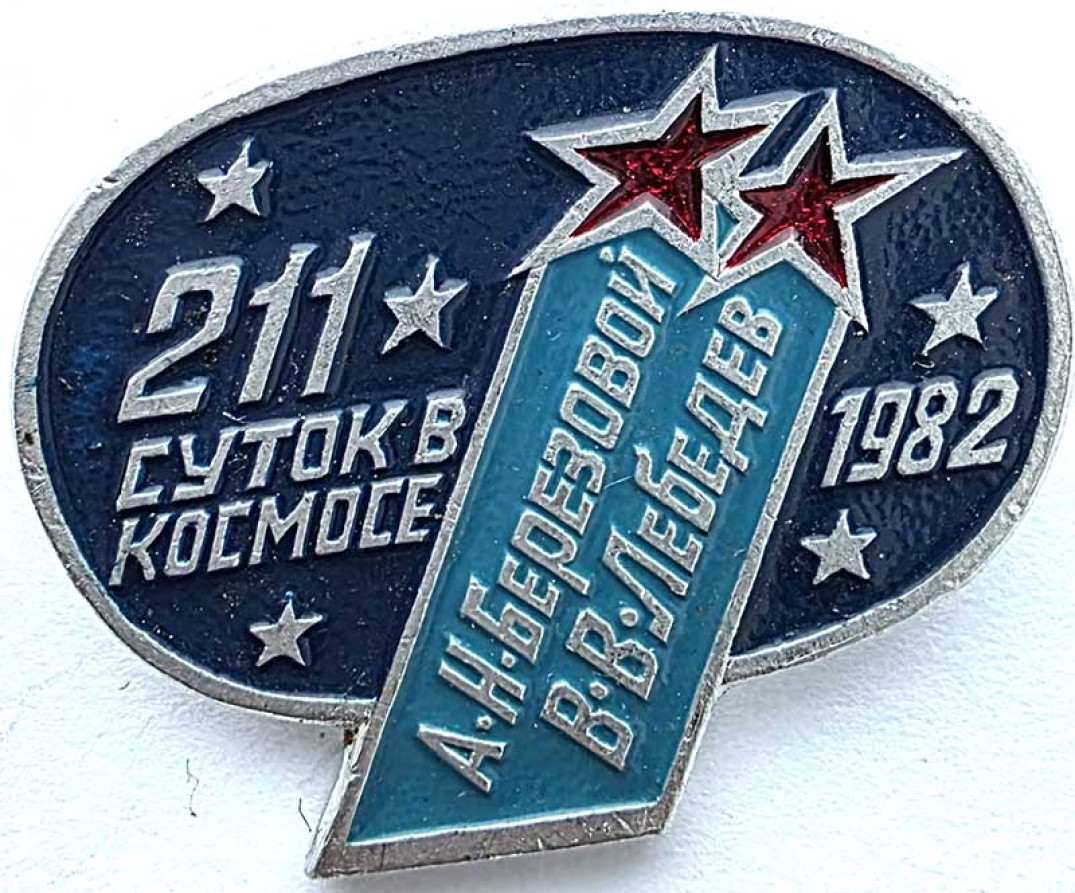 211
СУТОК В
КОСМОСЕ
А.Н.БЕРЕЗОВОЙ
В.В.ЛЕБЕДЕВ
1982